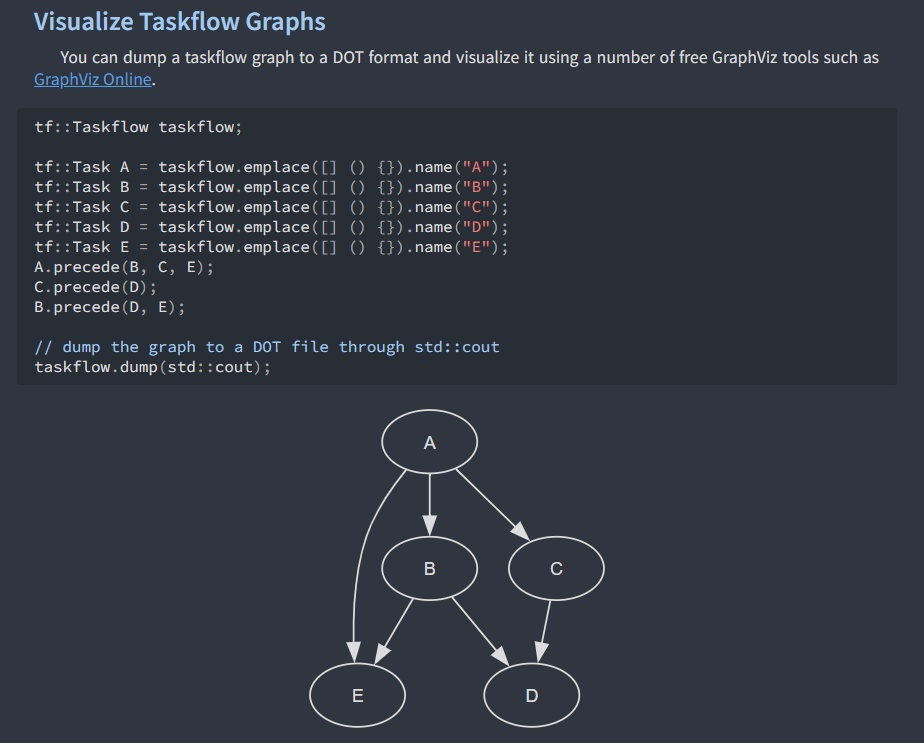 Visualize Taskflow Graphs
You can dump a taskflow graph to a DOT format and visualize it using a number of free GraphViz tools such as
GraphViz Online.
tf::Taskflow taskflow;
tf::Task A = taskflow.emplace([] () {}).name("A");
tf::Task B = taskflow.emplace([] () {}).name("B");
tf::Task C = taskflow.emplace([] () {}).name("C");
tf::Task D = taskflow.emplace([] () {}).name("D");
tf::Task E = taskflow.emplace([] () {}).name("E");
A.precede(B, C, E);
C.precede(D);
B.precede(D, E);
// dump the graph to a DOT file through std::cout
taskflow.dump(std::cout);
A
B
C
E
D